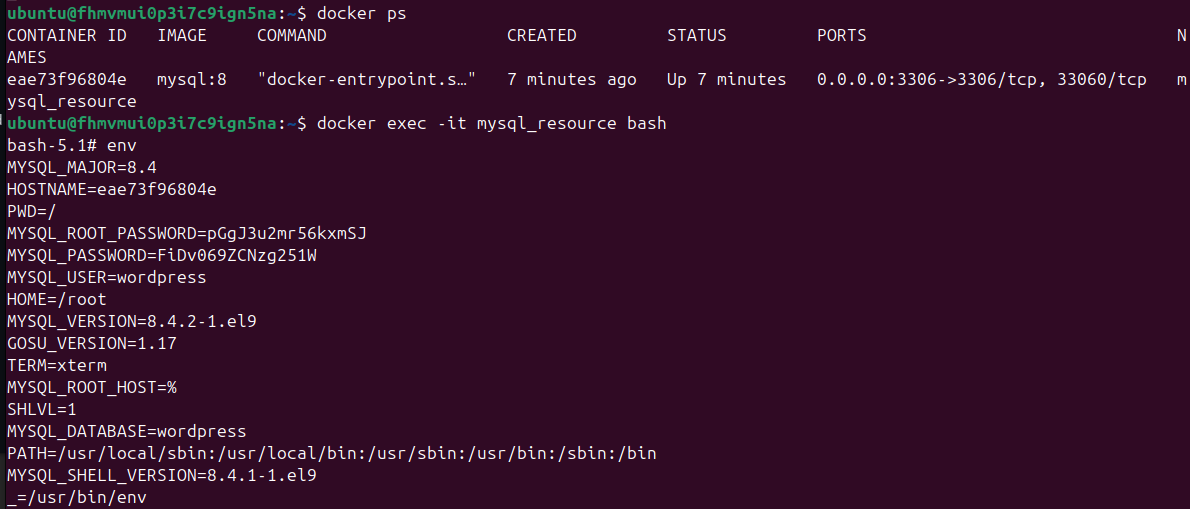 ubuntu@fhmvmui0p3i7c9ign5na:~$ docker ps
CONTAINER ID   IMAGE     COMMAND                  CREATED         STATUS         PORTS                               N
AMES
eae73f96804e   mysql:8   "docker-entrypoint.s…"   7 minutes ago   Up 7 minutes   0.0.0.0:3306->3306/tcp, 33060/tcp   m
ysql_resource
ubuntu@fhmvmui0p3i7c9ign5na:~$ docker exec -it mysql_resource bash
bash-5.1# env
MYSQL_MAJOR=8.4
HOSTNAME=eae73f96804e
PWD=/
MYSQL_ROOT_PASSWORD=pGgJ3u2mr56kxmSJ
MYSQL_PASSWORD=FiDv069ZCNzg251W
MYSQL_USER=wordpress
HOME=/root
MYSQL_VERSION=8.4.2-1.el9
GOSU_VERSION=1.17
TERM=xterm
MYSQL_ROOT_HOST=%
SHLVL=1
MYSQL_DATABASE=wordpress
PATH=/usr/local/sbin:/usr/local/bin:/usr/sbin:/usr/bin:/sbin:/bin
MYSQL_SHELL_VERSION=8.4.1-1.el9
_=/usr/bin/env